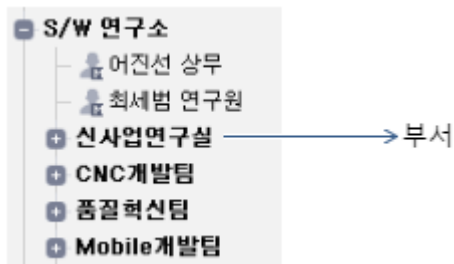 S/W 연구소
어진선 상무
최세범 연구원
신사업연구실 부서
CNC개발팀
품질혁신팀
Mobile개발팀